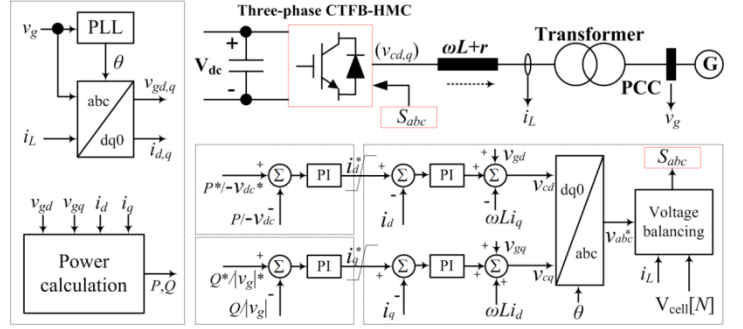 Three-phase CTFB-HMC
v_g
PLL
θ
abc
dq0
v_gd,q
i_L
i_d,q
+
V_dc
-
(v_cd,q)
ωL+r
S_abc
i_L
Transformer
PCC
v_g
G
v_gd
v_gq
i_d
i_q
Power
calculation
P,Q
P*/-v_dc*
+
Σ
-
P/-v_dc
PI
i_d*
+
Σ
-
i_d
PI
+
v_gd
+
Σ
-
ωLi_q
v_cd
Q*/|v_g|*
+
Σ
-
Q/|v_g|
PI
i_q*
+
Σ
-
i_q
PI
+
v_gq
+
Σ
+
ωLi_d
v_cq
dq0
abc
θ
v_abc*
S_abc
Voltage
balancing
i_L
V_cell[N]